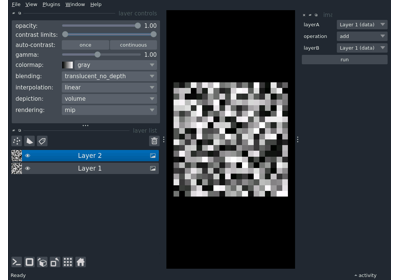 File View Plugins Window Help
layer controls
opacity: 1.00
contrast limits:
auto-contrast: once continuous
gamma: 1.00
colormap: gray
blending: translucent_no_depth
interpolation: linear
depiction: volume
rendering: mip
layer list
Layer 2
Layer 1
layerA Layer 1 (data)
operation add
layerB Layer 1 (data)
run
Ready
activity